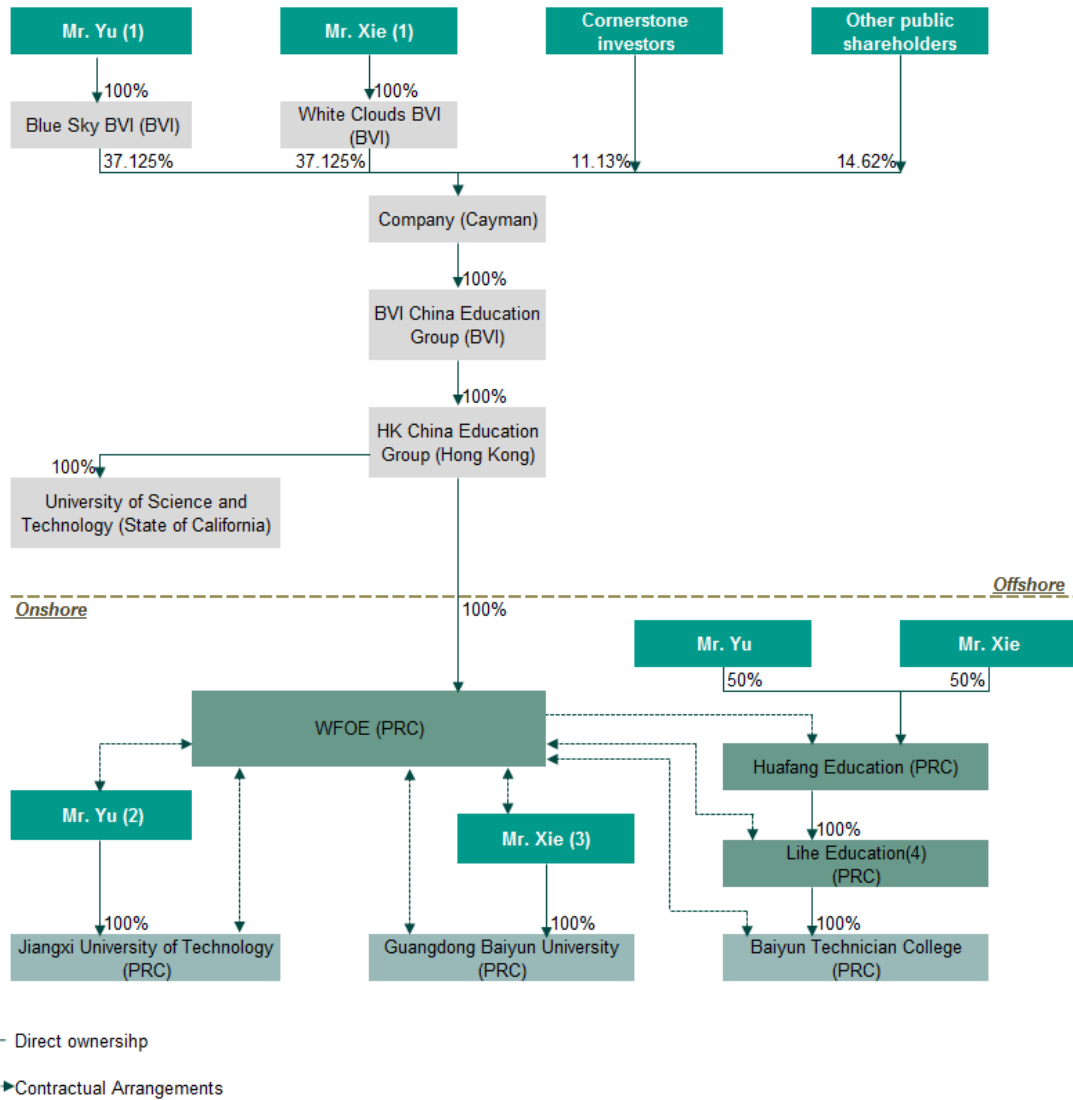 Mr. Yu (1)
Mr. Xie (1)
Cornerstone
investors
Other public
shareholders
100%
100%
Blue Sky BVI (BVI)
White Clouds BVI
(BVI)
37.125%
37.125%
11.13%
14.62%
Company (Cayman)
100%
BVI China Education
Group (BVI)
100%
HK China Education
Group (Hong Kong)
100%
University of Science and
Technology (State of California)
Offshore
Onshore
100%
Mr. Yu
Mr. Xie
50%
50%
WFOE (PRC)
Huafang Education (PRC)
Mr. Yu (2)
Mr. Xie (3)
100%
Lihe Education(4)
(PRC)
100%
100%
100%
Jiangxi University of Technology
(PRC)
Guangdong Baiyun University
(PRC)
Baiyun Technician College
(PRC)
Direct ownersihp
Contractual Arrangements